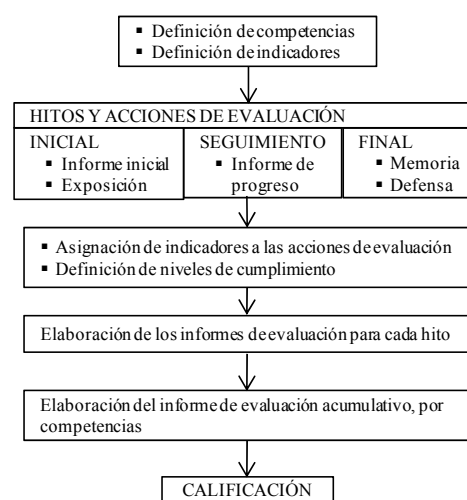 ▪ Definición de competencias
▪ Definición de indicadores
HITOS Y ACCIONES DE EVALUACIÓN
INICIAL
▪ Informe inicial
▪ Exposición
SEGUIMIENTO
▪ Informe de
progreso
FINAL
▪ Memoria
▪ Defensa
▪ Asignación de indicadores a las acciones de evaluación
▪ Definición de niveles de cumplimiento
Elaboración de los informes de evaluación para cada hito
Elaboración del informe de evaluación acumulativo, por
competencias
CALIFICACIÓN